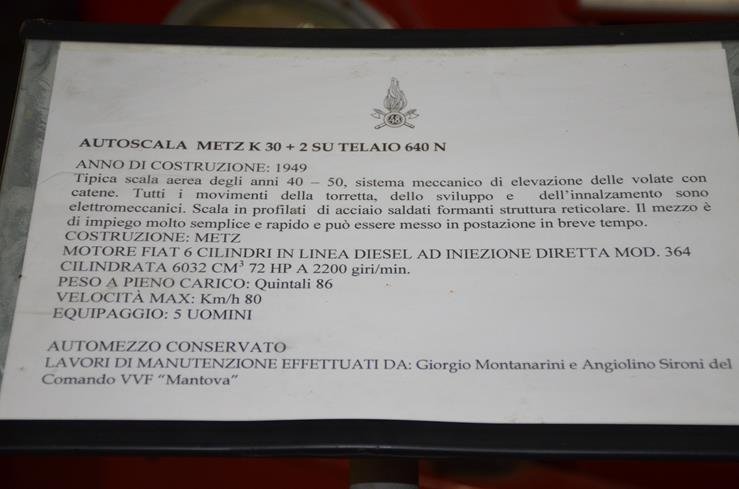 48
AUTOSCALA METZ K 30 + 2 SU TELAIO 640 N
ANNO DI COSTRUZIONE: 1949
Tipica scala aerea degli anni 40 – 50, sistema meccanico di elevazione delle volate con
catene. Tutti i movimenti della torretta, dello sviluppo e dell'innalzamento sono
elettromeccanici. Scala in profilati di acciaio saldati formanti struttura reticolare. Il mezzo è
di impiego molto semplice e rapido e può essere messo in postazione in breve tempo.
COSTRUZIONE: METZ
MOTORE FIAT 6 CILINDRI IN LINEA DIESEL AD INIEZIONE DIRETTA MOD. 364
CILINDRATA 6032 CM³ 72 HP A 2200 giri/min.
PESO A PIENO CARICO: Quintali 86
VELOCITÀ MAX: Km/h 80
EQUIPAGGIO: 5 UOMINI
AUTOMEZZO CONSERVATO
LAVORI DI MANUTENZIONE EFFETTUATI DA: Giorgio Montanarini e Angiolino Sironi del
Comando VVF "Mantova"